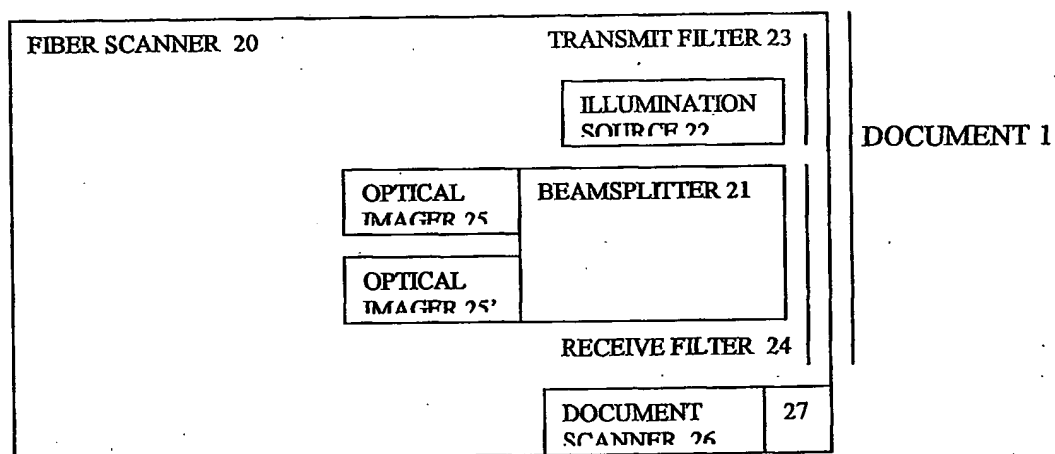 FIBER SCANNER 20
TRANSMIT FILTER 23
ILLUMINATION
SOURCE 22
DOCUMENT 1
OPTICAL
IMAGER 25
BEAMSPLITTER 21
OPTICAL
IMAGER 25'
RECEIVE FILTER 24
DOCUMENT
SCANNER 26
27